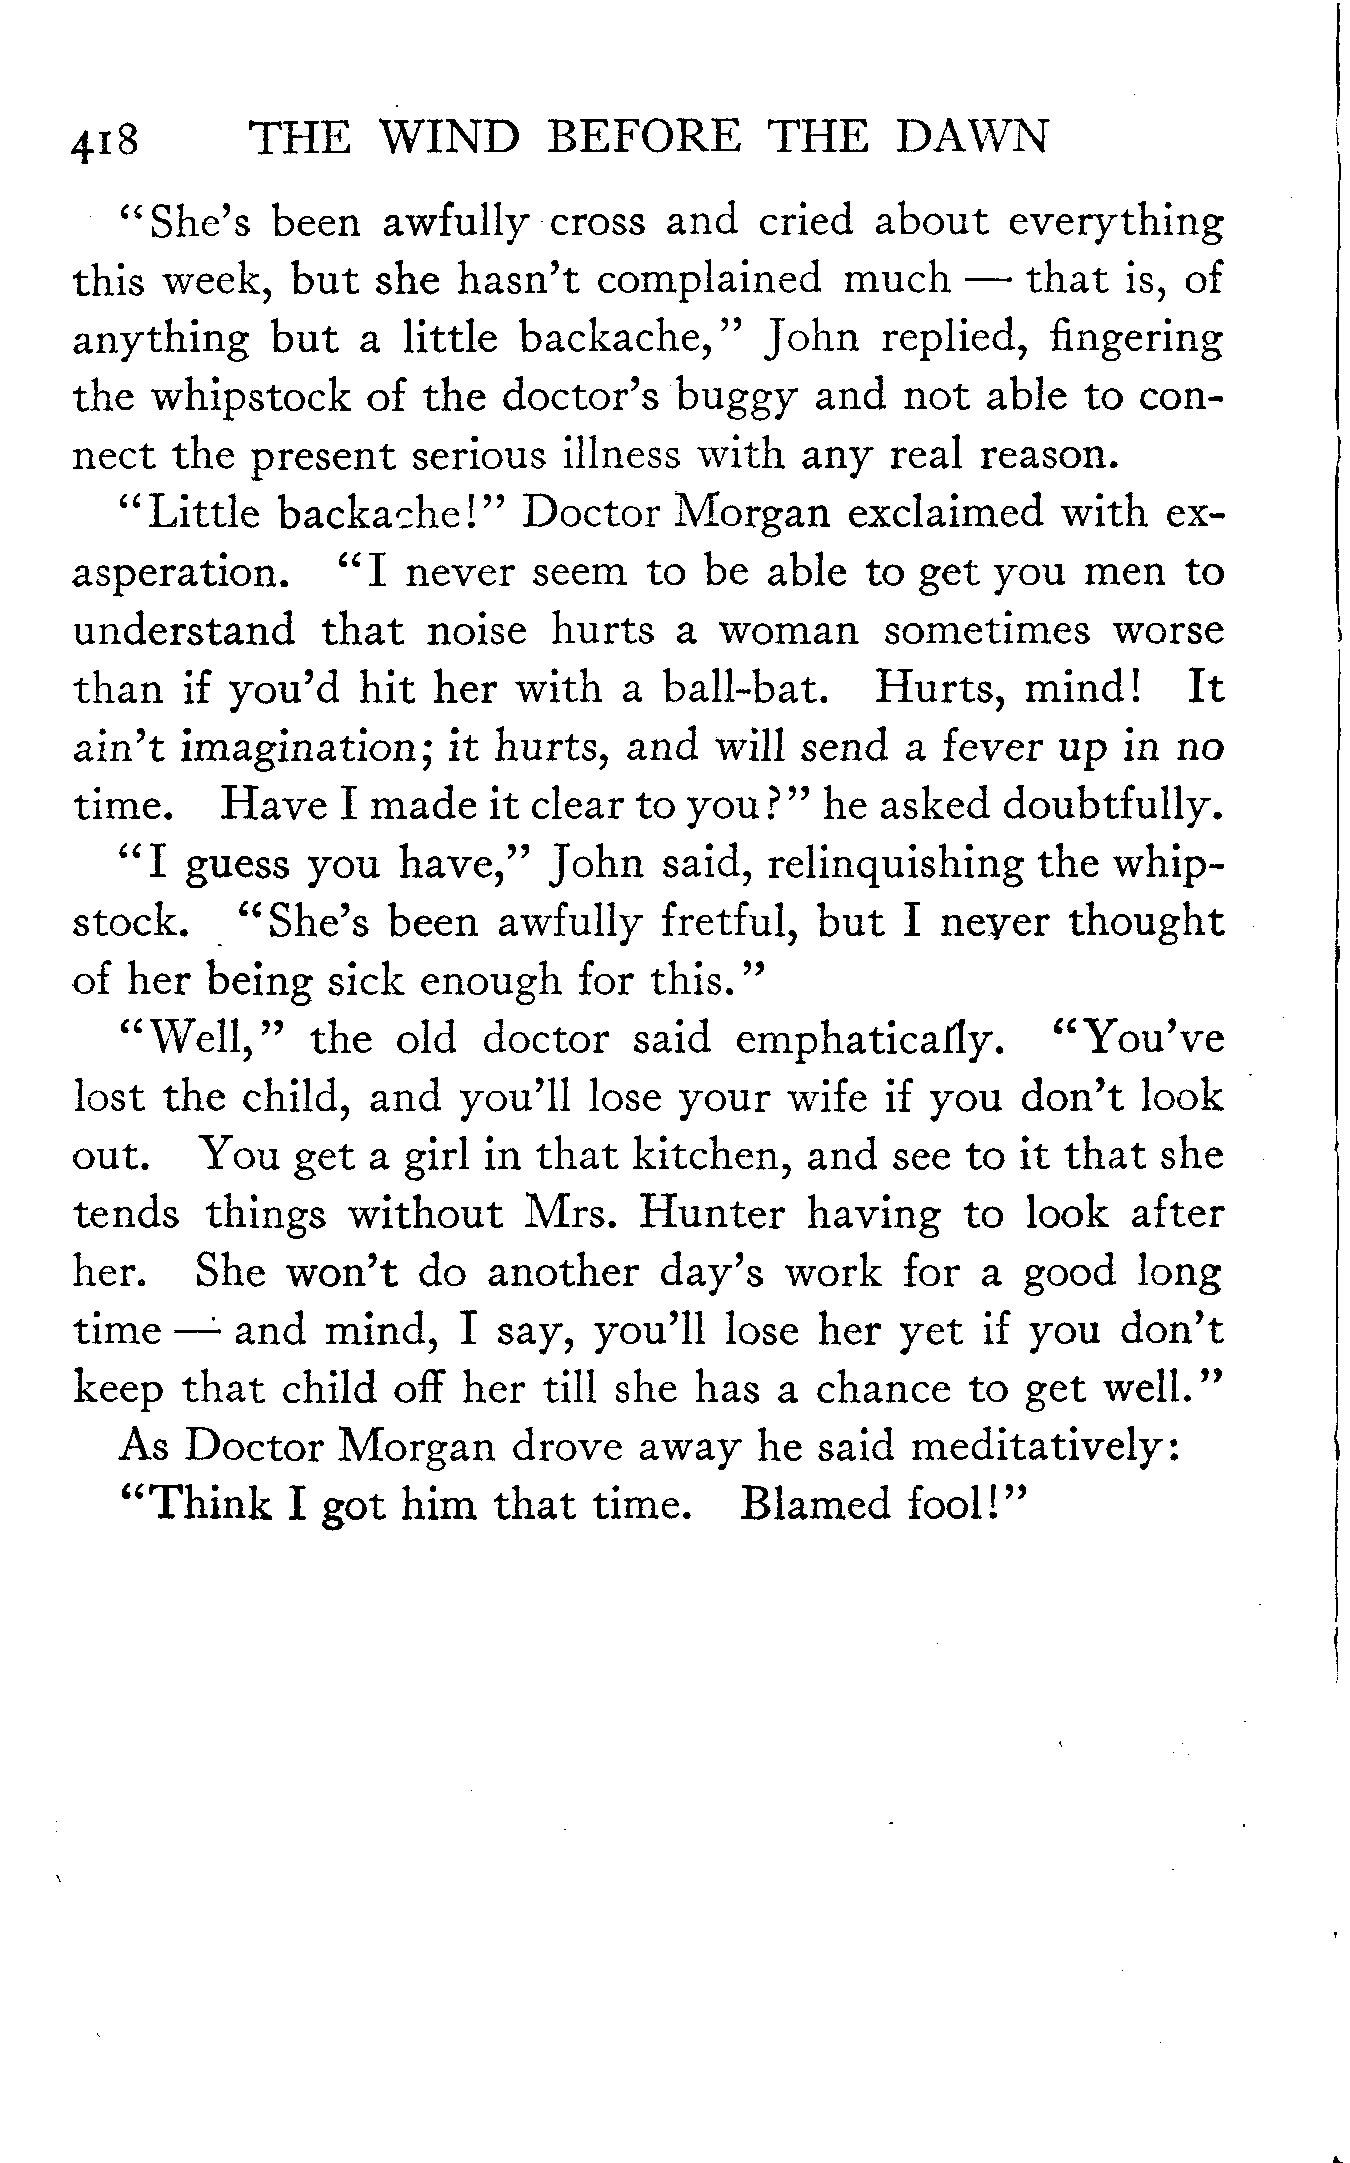 418 THE WIND BEFORE THE DAWN
"She's been awfully cross and cried about everything
this week, but she hasn't complained much — that is, of
anything but a little backache," John replied, fingering
the whipstock of the doctor's buggy and not able to con-
nect the present serious illness with any real reason.
"Little backache!" Doctor Morgan exclaimed with ex-
asperation. "I never seem to be able to get you men to
understand that noise hurts a woman sometimes worse
than if you'd hit her with a ball-bat. Hurts, mind! It
ain't imagination; it hurts, and will send a fever up in no
time. Have I made it clear to you?" he asked doubtfully.
"I guess you have," John said, relinquishing the whip-
stock. "She's been awfully fretful, but I never thought
of her being sick enough for this."
"Well," the old doctor said emphatically. "You've
lost the child, and you'll lose your wife if you don't look
out. You get a girl in that kitchen, and see to it that she
tends things without Mrs. Hunter having to look after
her. She won't do another day's work for a good long
time — and mind, I say, you'll lose her yet if you don't
keep that child off her till she has a chance to get well."
As Doctor Morgan drove away he said meditatively:
"Think I got him that time. Blamed fool!"